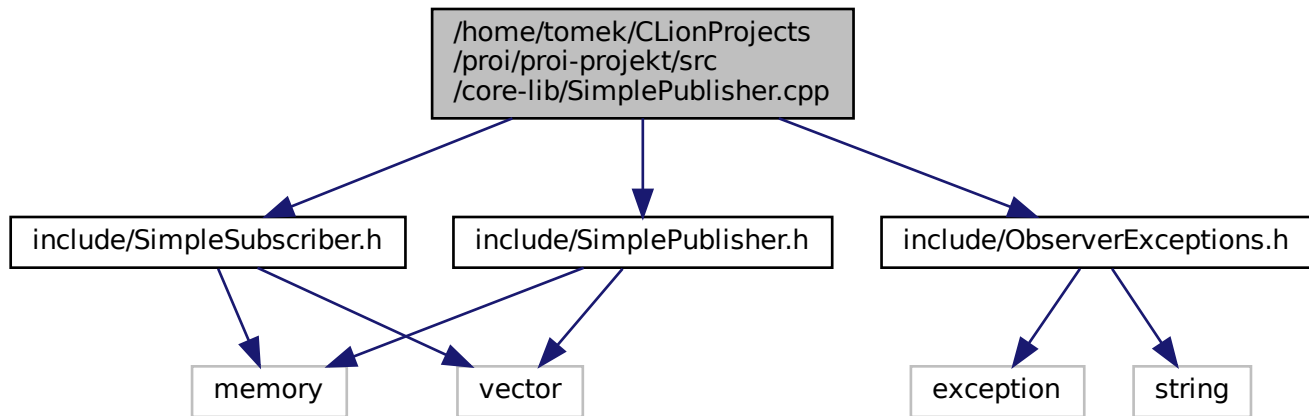 /home/tomek/CLionProjects
/proi/proi-projekt/src
/core-lib/SimplePublisher.cpp
include/SimpleSubscriber.h
include/SimplePublisher.h
include/ObserverExceptions.h
memory
vector
exception
string